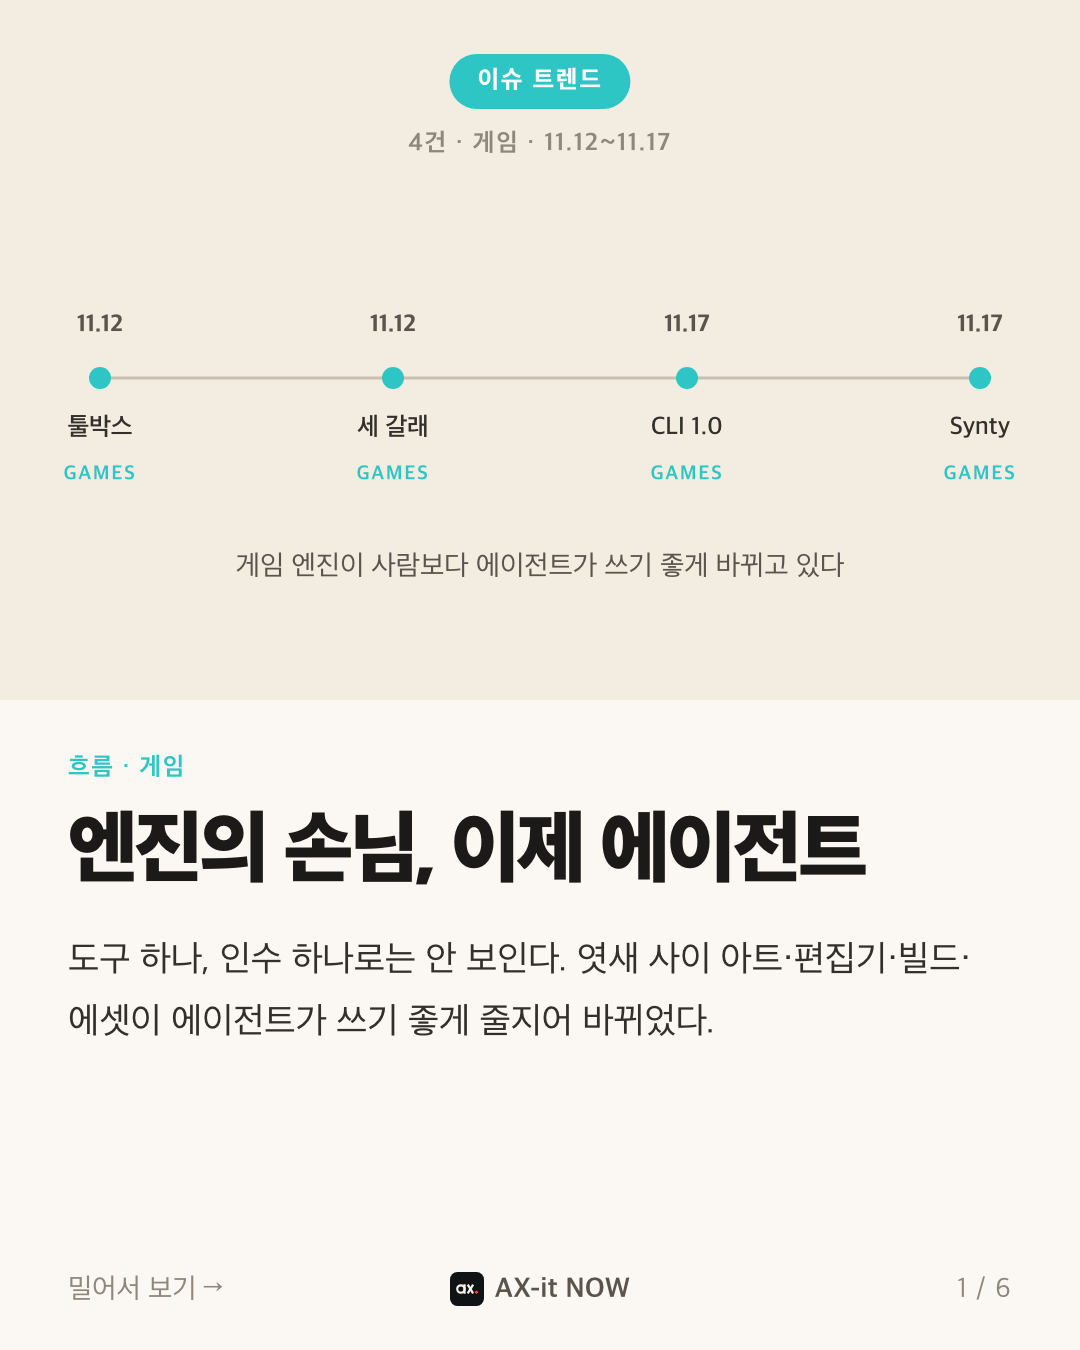 이슈 트렌드
4건 · 게임 · 11.12~11.17
11.12 11.12 11.17 11.17
툴박스 세 갈래 CLI 1.0 Synty
GAMES GAMES GAMES GAMES
게임 엔진이 사람보다 에이전트가 쓰기 좋게 바뀌고 있다
흐름 · 게임
엔진의 손님, 이제 에이전트
도구 하나, 인수 하나로는 안 보인다. 엿새 사이 아트·편집기·빌드·
에셋이 에이전트가 쓰기 좋게 줄지어 바뀌었다.
밀어서 보기 → ax. AX-it NOW 1 / 6